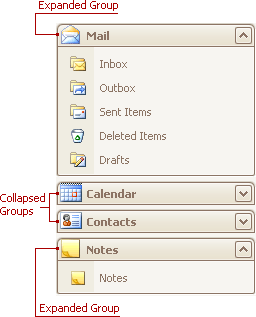 Expanded Group
Mail
Inbox
Outbox
Sent Items
Deleted Items
Drafts
Collapsed
Groups
Calendar
Contacts
Notes
Notes
Expanded Group